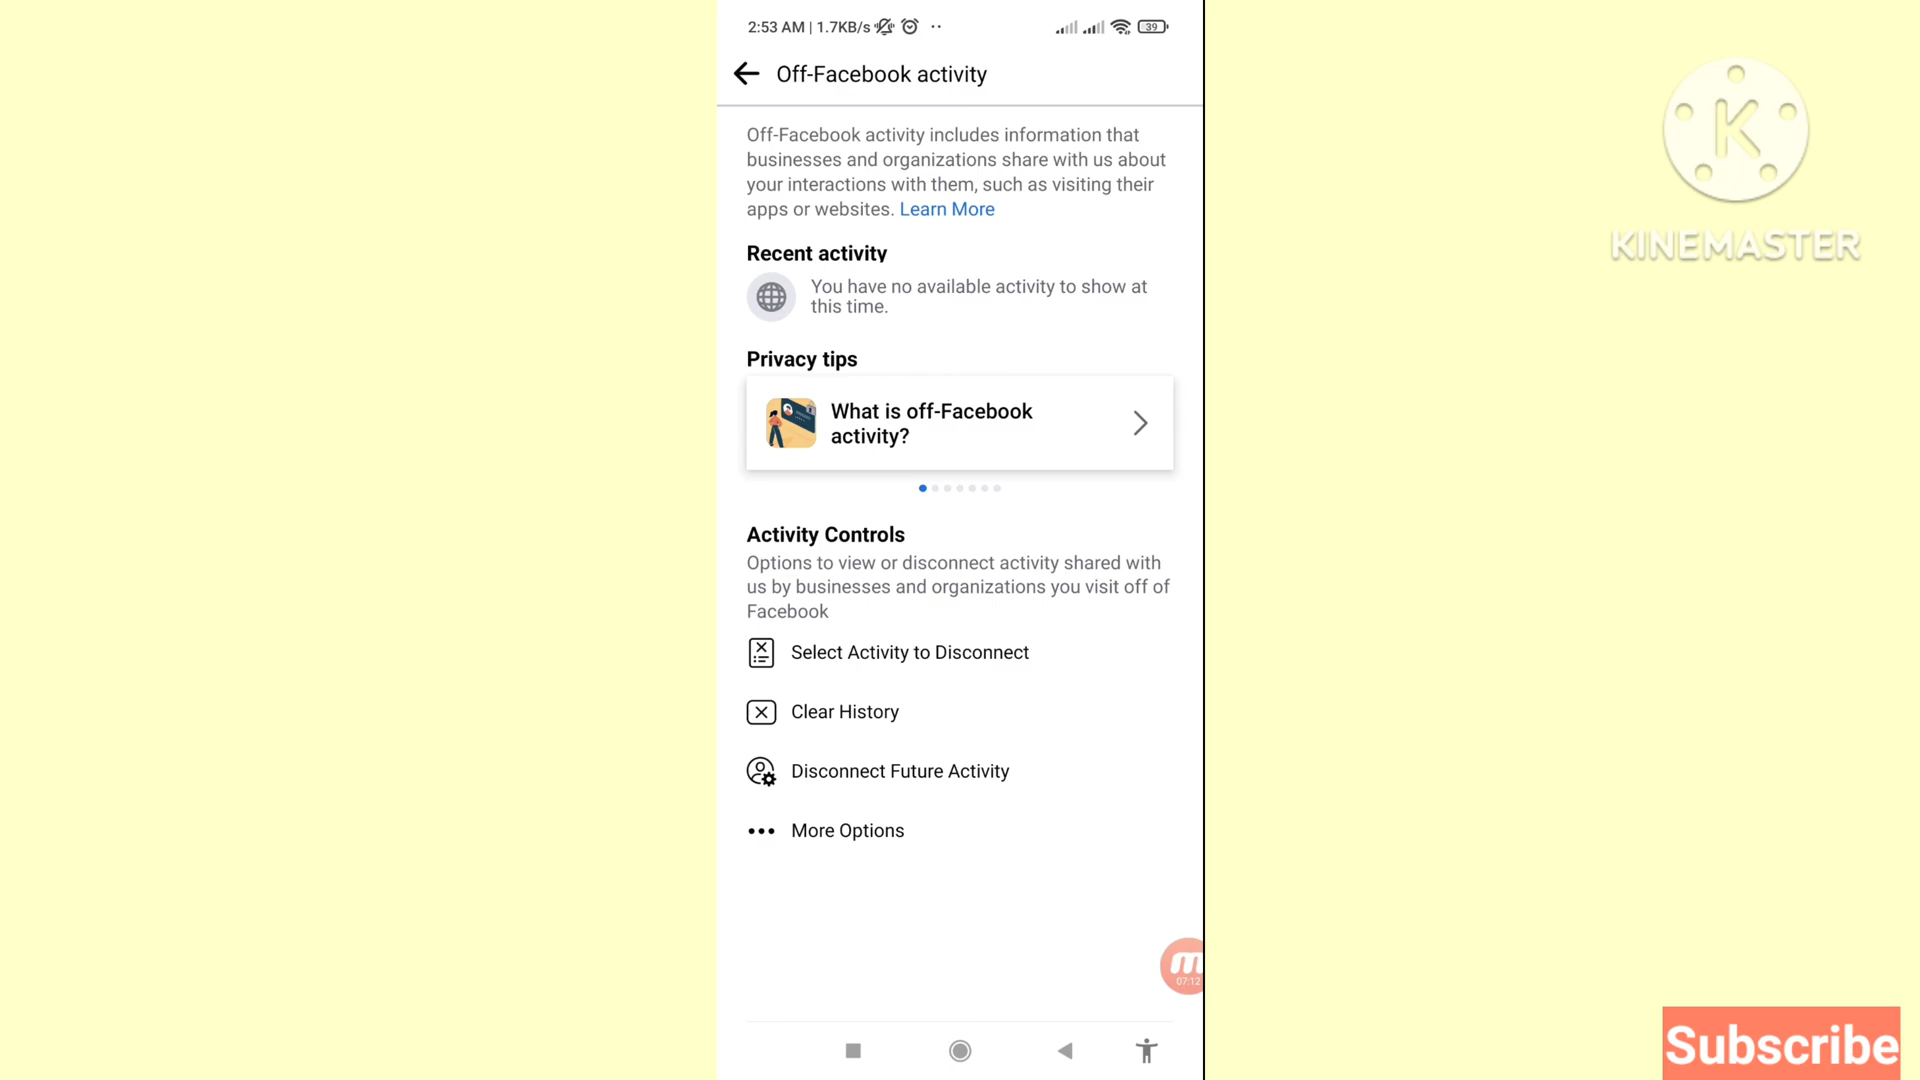 2:53 AM | 1.7KB/s
39
Off-Facebook activity
Off-Facebook activity includes information that
businesses and organizations share with us about
your interactions with them, such as visiting their
apps or websites. Learn More
Recent activity
You have no available activity to show at
this time.
Privacy tips
What is off-Facebook
activity?
Activity Controls
Options to view or disconnect activity shared with
us by businesses and organizations you visit off of
Facebook
Select Activity to Disconnect
Clear History
Disconnect Future Activity
More Options
07:12
K
KINEMASTER
Subscribe